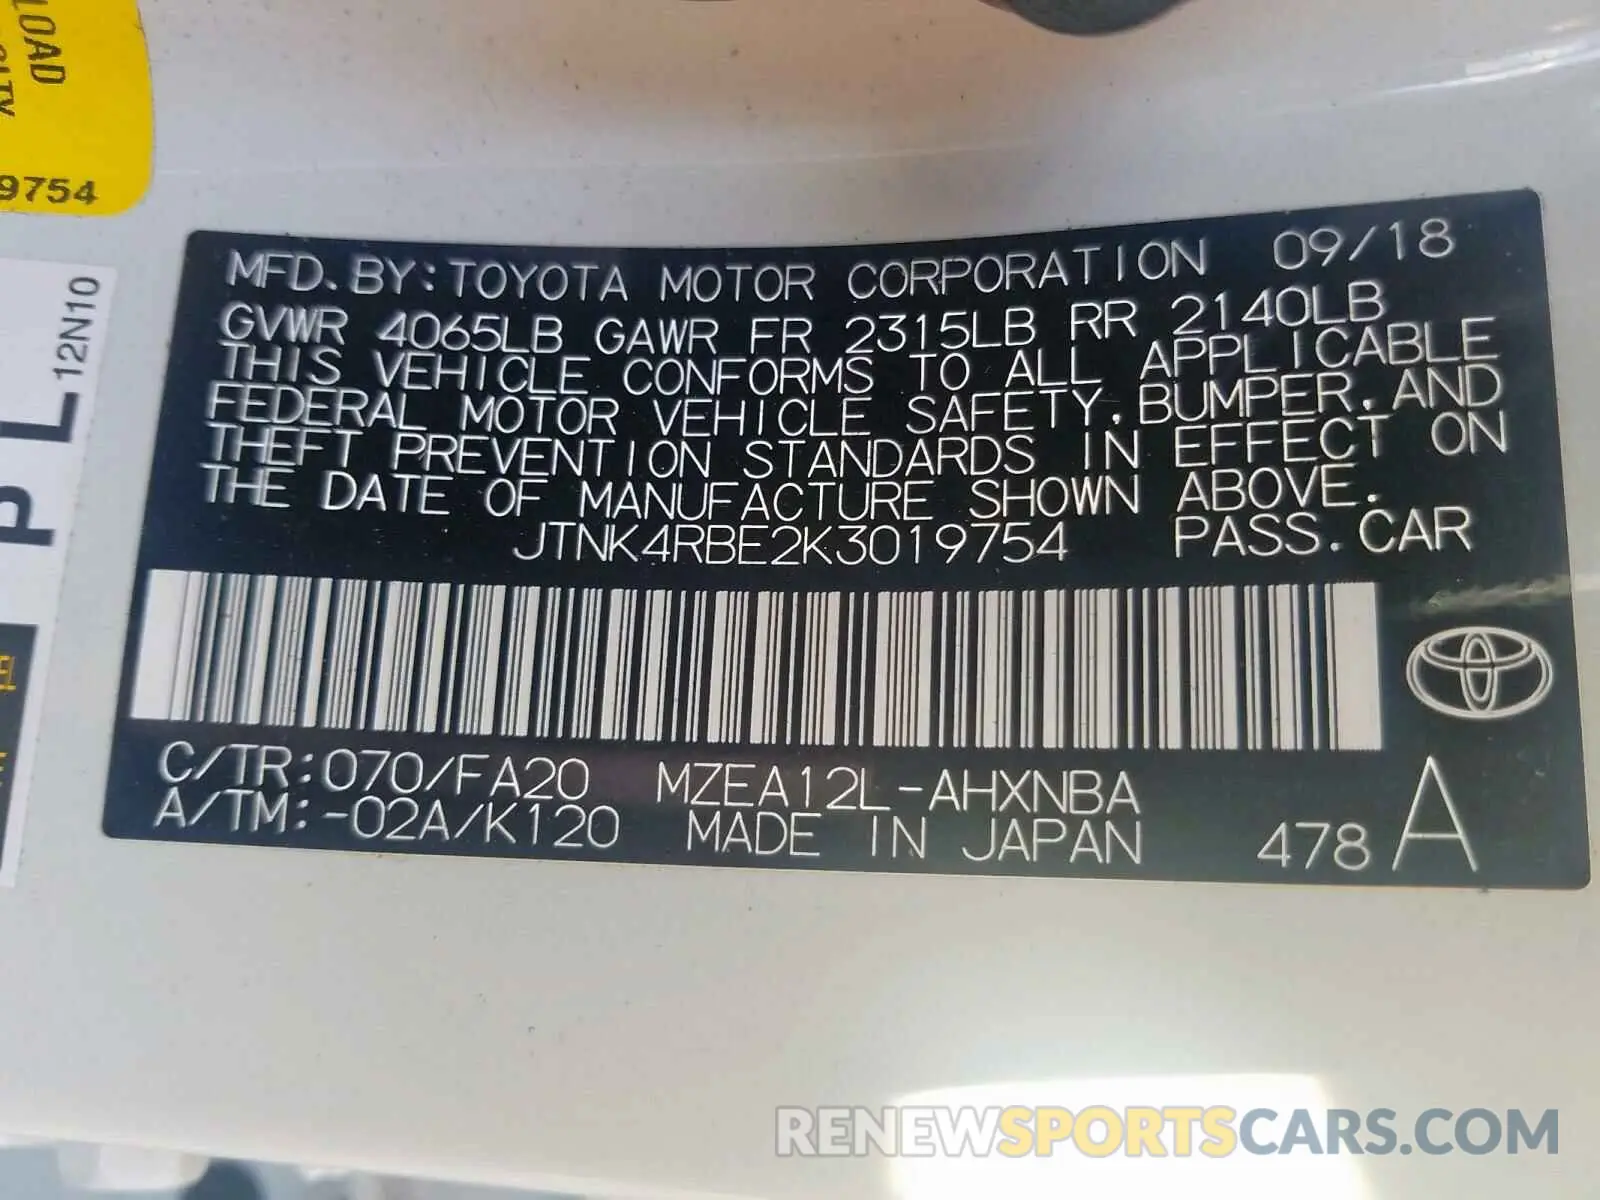 LOAD
9754
12N10
P L
EL
MFD. BY: TOYOTA MOTOR CORPORATION 09/18
GVWR 4065LB GAWR FR 2315LB RR 2140LB
THIS VEHICLE CONFORMS TO ALL APPLICABLE
FEDERAL MOTOR VEHICLE SAFETY, BUMPER, AND
THEFT PREVENTION STANDARDS IN EFFECT ON
THE DATE OF MANUFACTURE SHOWN ABOVE.
JTNK4RBE2K3019754 PASS. CAR
C/TR: 070/FA20 MZEA12L-AHXNBA
A/TM: -02A/K120 MADE IN JAPAN 478 A
RENEWSPORTSCARS.COM